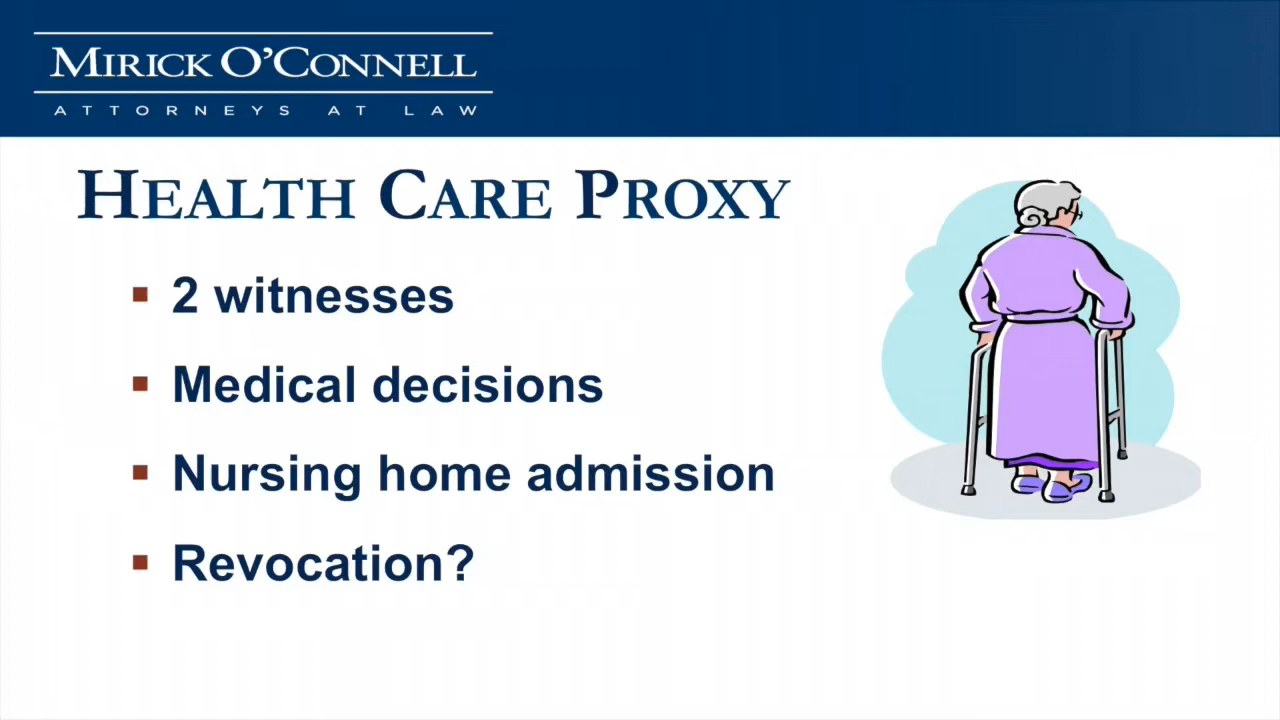 MIRICK O'CONNELL
ATTORNEYS AT LAW
HEALTH CARE PROXY
▪ 2 witnesses
▪ Medical decisions
▪ Nursing home admission
▪ Revocation?